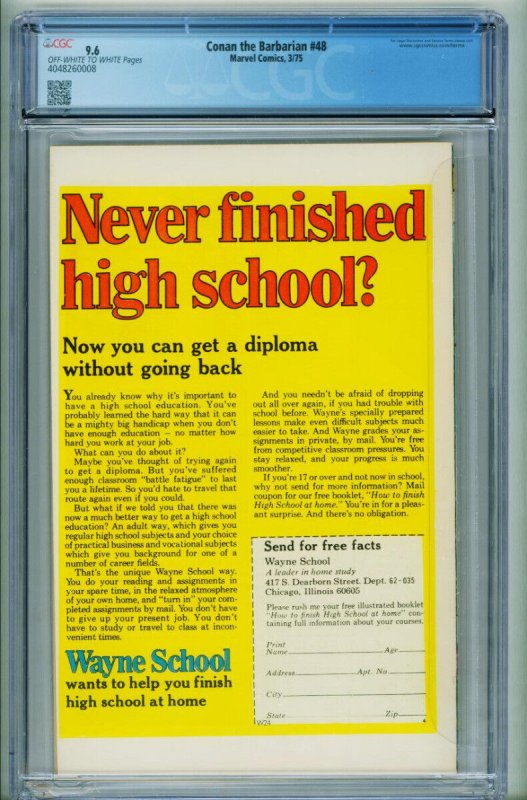 CGC
9.6
OFF-WHITE TO WHITE Pages
4048260008
Conan the Barbarian #48
Marvel Comics, 3/75
www.cgccomics.com/terms
CGC
Never finished
high school?
Now you can get a diploma
without going back
You already know why it's important to
have a high school education. You've
probably learned the hard way that it can
be a mighty big handicap when you don't
have enough education – no matter how
hard you work at your job.
What can you do about it?
Maybe you've thought of trying again
to get a diploma. But you've suffered
enough classroom "battle fatigue" to last
you a lifetime. So you'd hate to travel that
route again even if you could.
But what if we told you that there was
now a much better way to get a high school
education? An adult way, which gives you
regular high school subjects and your choice
of practical business and vocational subjects
which give you background for one of a
number of career fields.
That's the unique Wayne School way.
You do your reading and assignments in
your spare time, in the relaxed atmosphere
of your own home, and "turn in" your com-
pleted assignments by mail. You don't have
to give up your present job. You don't
have to study or travel to class at incon-
venient times.
Wayne School
wants to help you finish
high school at home
And you needn't be afraid of dropping
out all over again, if you had trouble with
school before. Wayne's specially prepared
lessons make even difficult subjects much
easier to take. And Wayne grades your as-
signments in private, by mail. You're free
from competitive classroom pressures. You
stay relaxed, and your progress is much
smoother.
If you're 17 or over and not now in school,
why not send for more information? Mail
coupon for our free booklet, "How to finish
High School at home." You're in for a pleas-
ant surprise. And there's no obligation.
Send for free facts
Wayne School
A leader in home study
417 S. Dearborn Street. Dept. 62-035
Chicago, Illinois 60605
Please rush me your free illustrated booklet
"How to finish High School at home" con-
taining full information about your courses.
Print
Name Age
Address Apt. No.
City
State Zip
W24